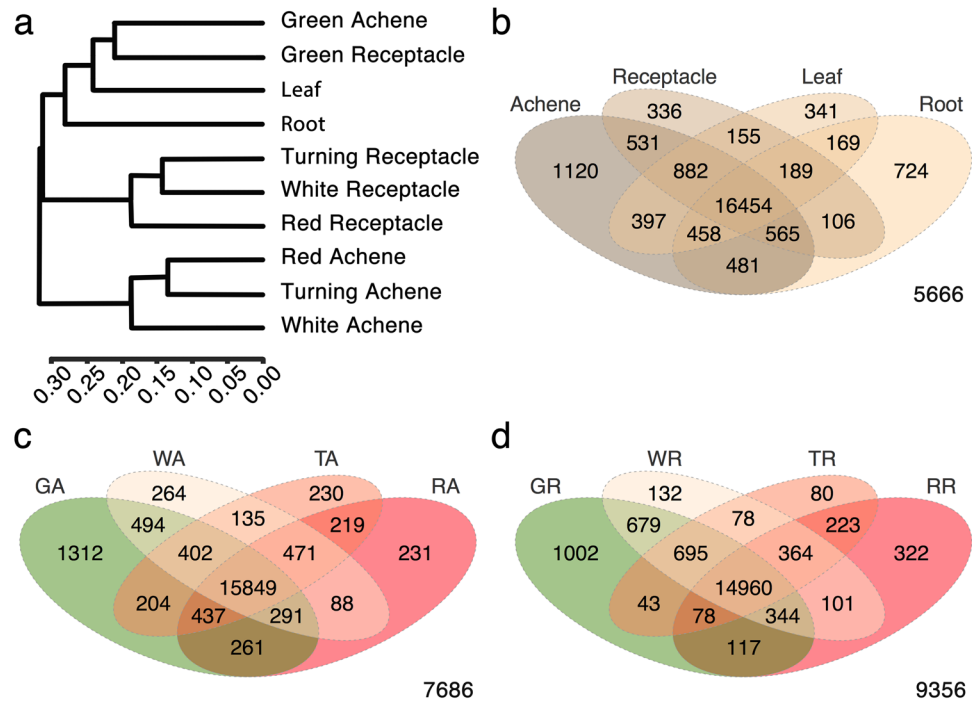 a
Green Achene
Green Receptacle
Leaf
Root
Turning Receptacle
White Receptacle
Red Receptacle
Red Achene
Turning Achene
White Achene
0.30 0.25 0.20 0.15 0.10 0.05 0.00
b
Receptacle Leaf
Achene Root
336 341
531 155 169
1120 882 189 724
16454
397 458 565 106
481
5666
c
WA TA
GA RA
264 230
494 135 219
1312 402 471 231
15849
204 437 291 88
261
7686
d
WR TR
GR RR
132 80
679 78 223
1002 695 364 322
14960
43 78 344 101
117
9356